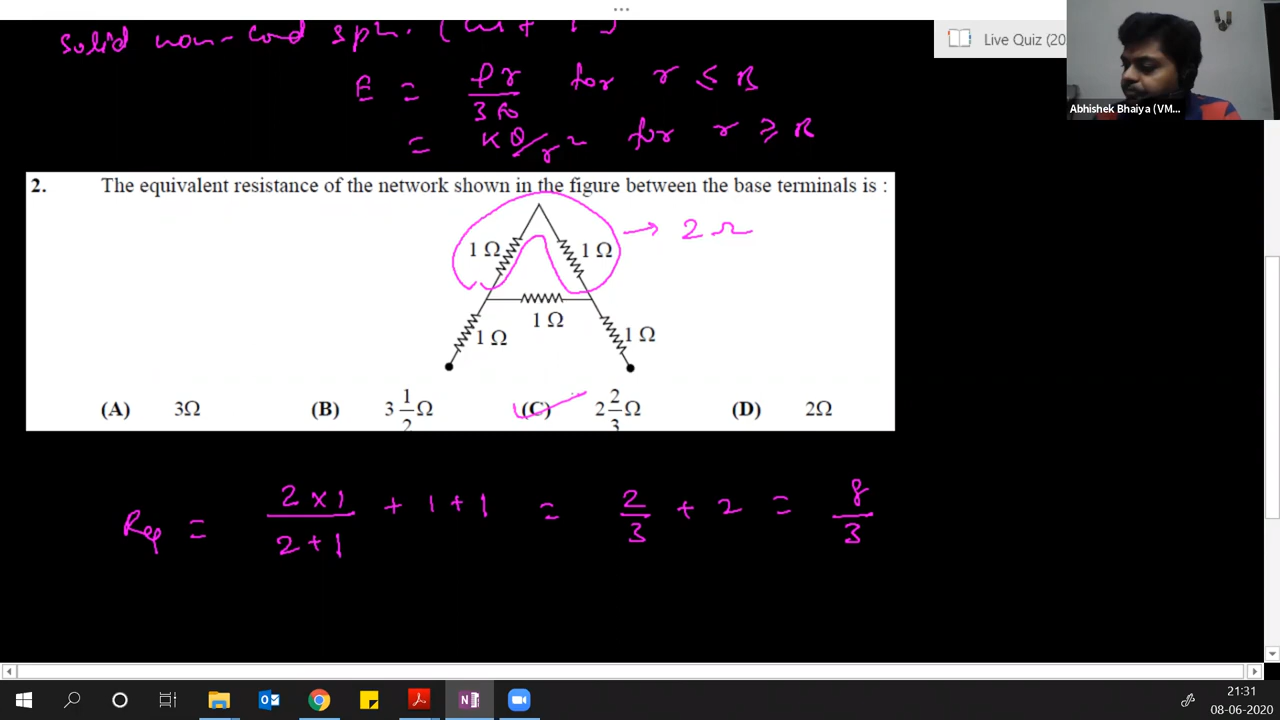 solid non-cond sph.
E = ρr/3ε₀ for r ≤ R
= KQ/r² for r ≥ R
Live Quiz (20
Abhishek Bhaiya (VM...
2. The equivalent resistance of the network shown in the figure between the base terminals is :
→ 2 Ω
1 Ω 1 Ω
1 Ω
1 Ω 1 Ω
(A) 3Ω (B) 3 1/2 Ω (C) 2 2/3 Ω (D) 2Ω
Req = 2×1/2+1 + 1 + 1 = 2/3 + 2 = 8/3
21:31
08-06-2020